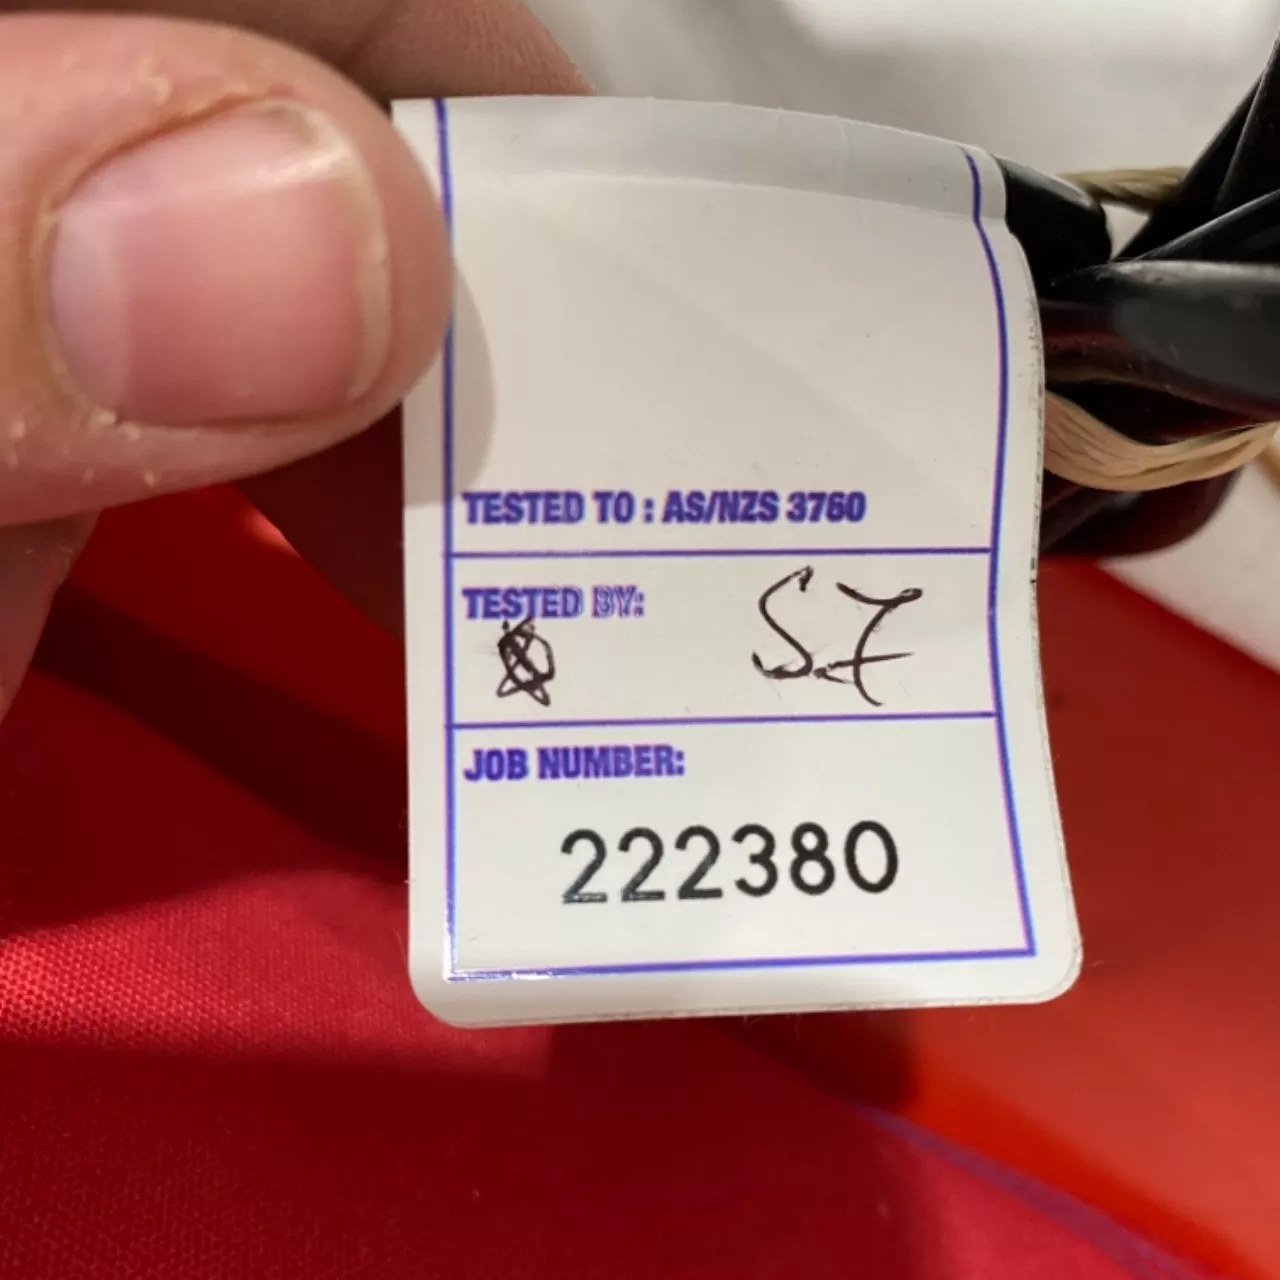 TESTED TO : AS/NZS 3760
TESTED BY:
JOB NUMBER:
222380